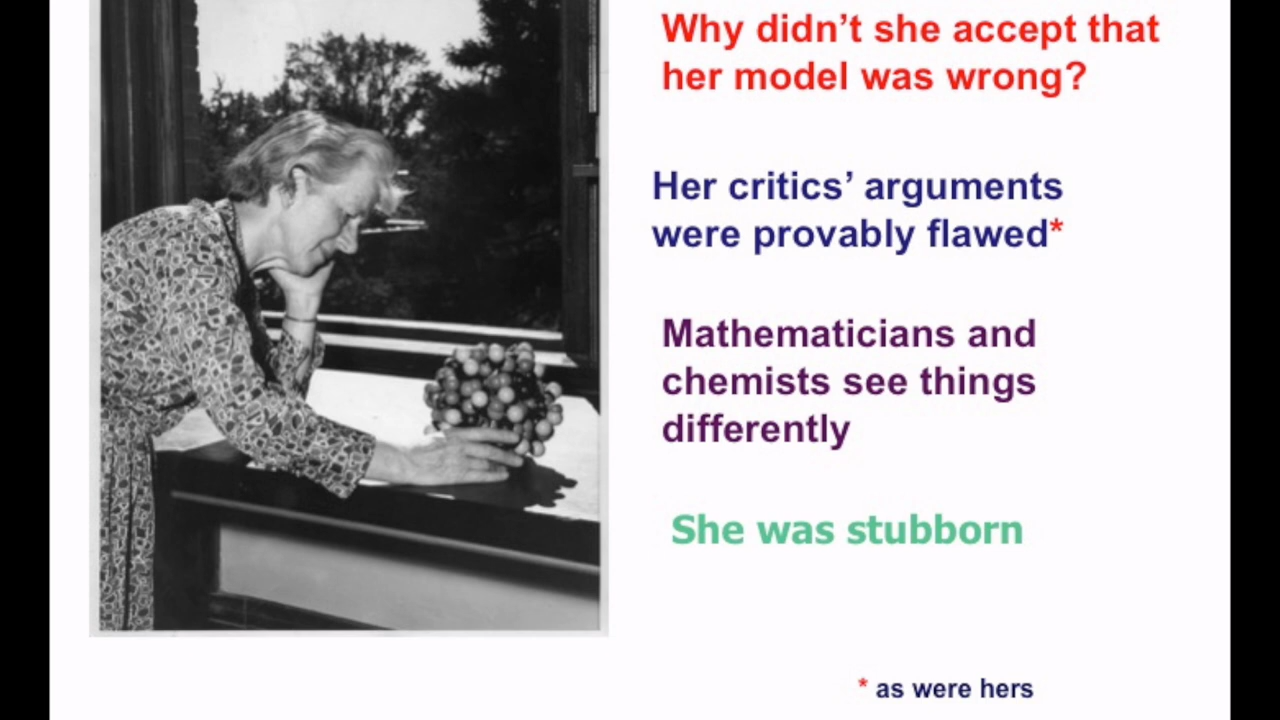 Why didn’t she accept that
her model was wrong?
Her critics’ arguments
were provably flawed*
Mathematicians and
chemists see things
differently
She was stubborn
* as were hers